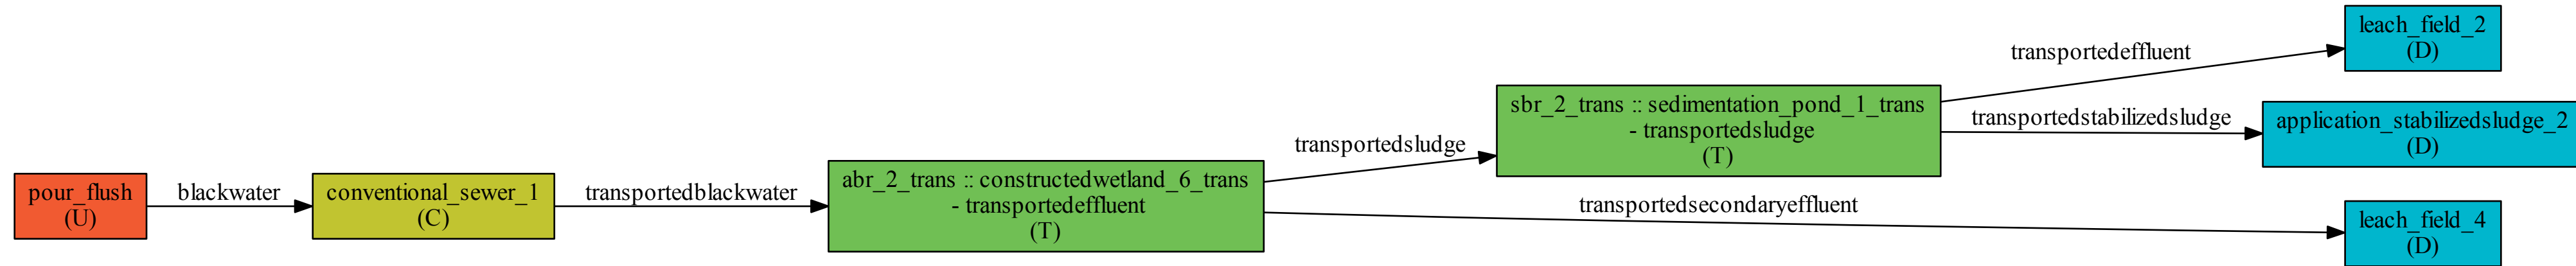 pour_flush
(U)
blackwater
conventional_sewer_1
(C)
transportedblackwater
abr_2_trans :: constructedwetland_6_trans
- transportedeffluent
(T)
transportedsludge
transportedsecondaryeffluent
sbr_2_trans :: sedimentation_pond_1_trans
- transportedsludge
(T)
transportedeffluent
transportedstabilizedsludge
leach_field_2
(D)
application_stabilizedsludge_2
(D)
leach_field_4
(D)